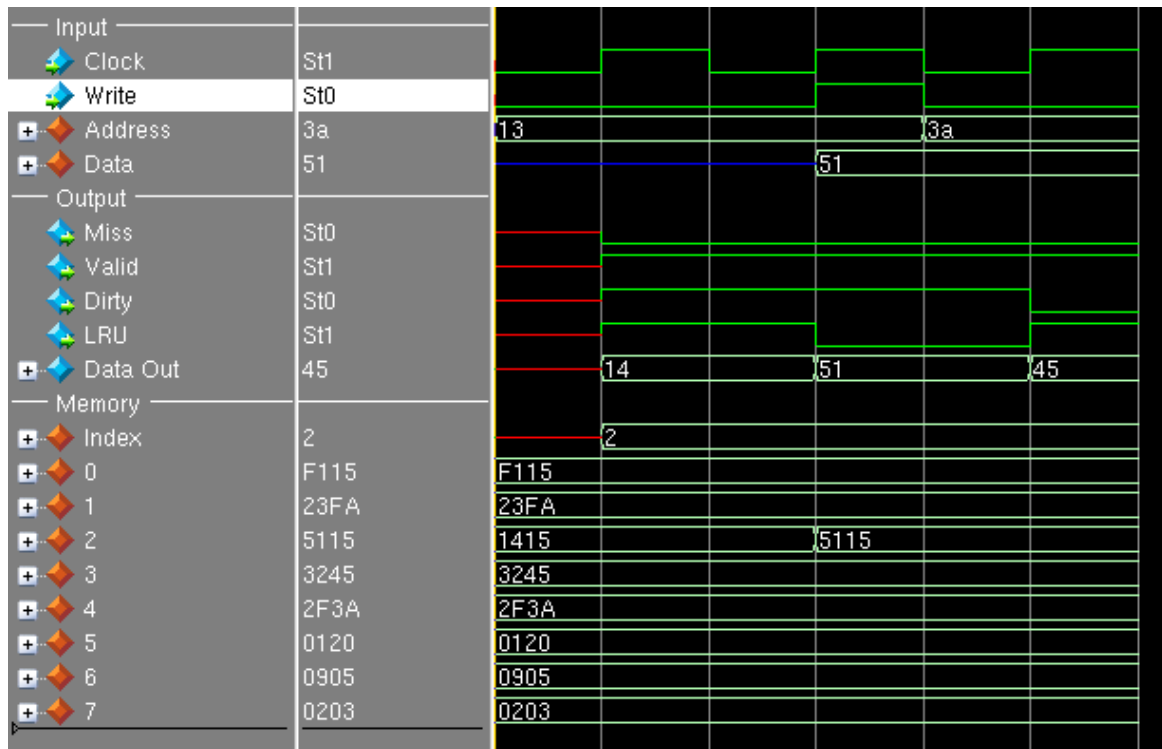 Input
Clock St1
Write St0
Address 3a 13 3a
Data 51 51
Output
Miss St0
Valid St1
Dirty St0
LRU St1
Data Out 45 14 51 45
Memory
Index 2 2
0 F115 F115
1 23FA 23FA
2 5115 1415 5115
3 3245 3245
4 2F3A 2F3A
5 0120 0120
6 0905 0905
7 0203 0203